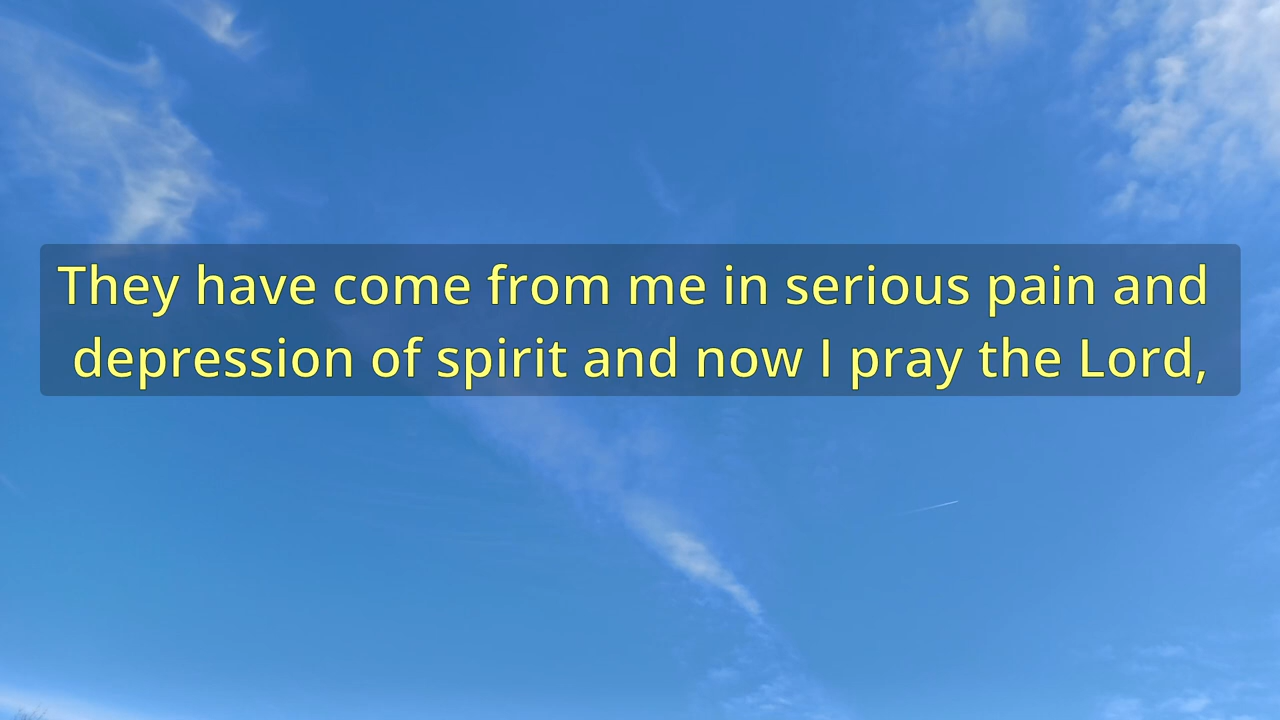 They have come from me in serious pain and
depression of spirit and now I pray the Lord,